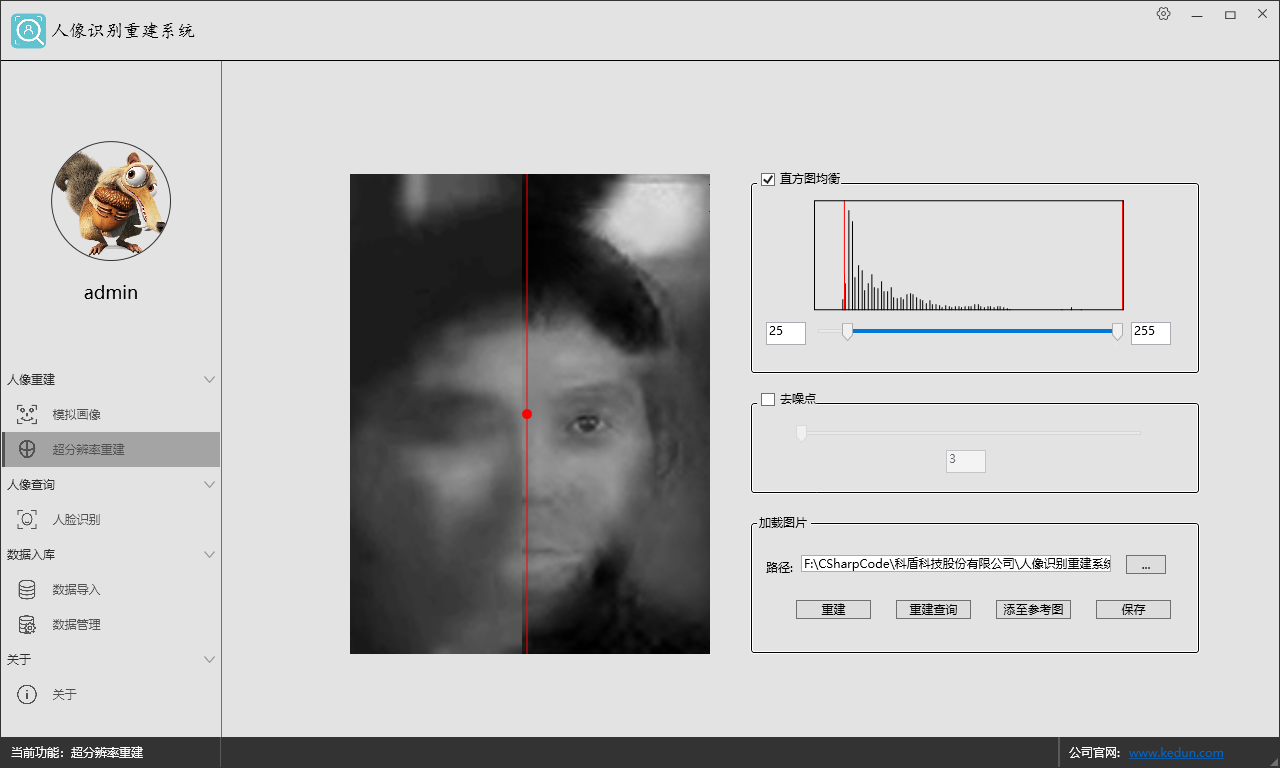 人像识别重建系统
admin
人像重建
模拟画像
超分辨率重建
人像查询
人脸识别
数据入库
数据导入
数据管理
关于
关于
直方图均衡
25
255
去噪点
3
加载图片
路径:
F:\CSharpCode\科盾科技股份有限公司\人像识别重建系统
...
重建
重建查询
添至参考图
保存
当前功能: 超分辨率重建
公司官网: www.kedun.com